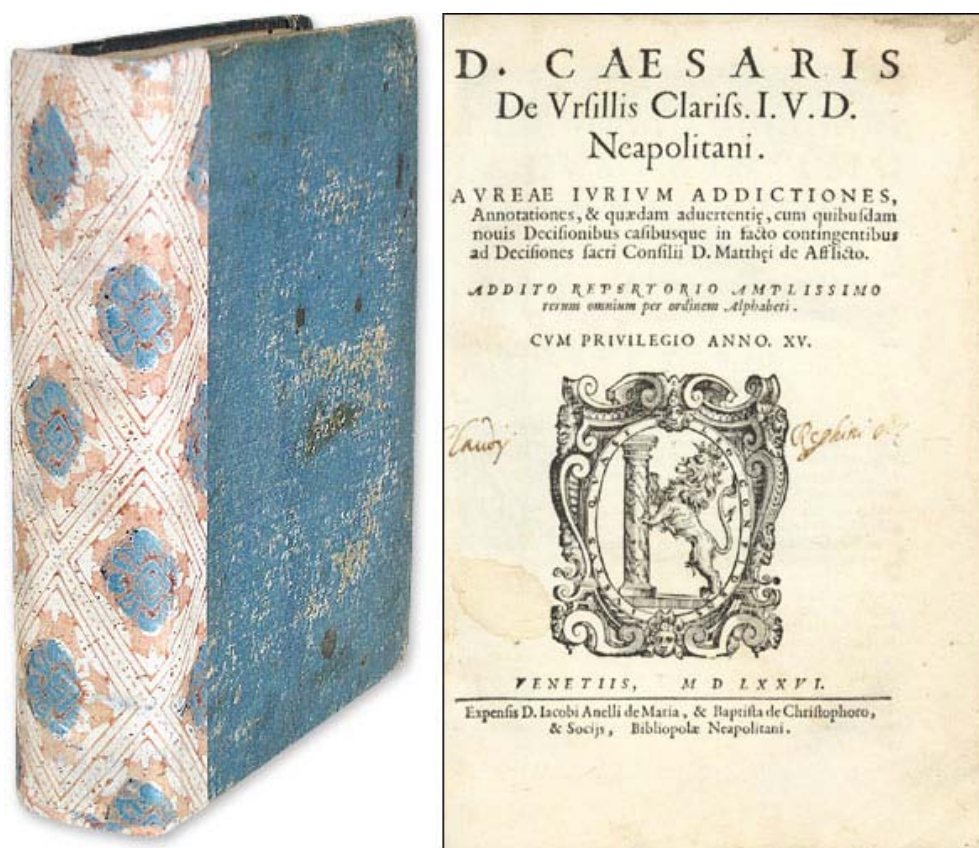 D. CAESARIS
De Vrſillis Clariſs. I. V. D.
Neapolitani.
AVREAE IVRIVM ADDICTIONES,
Annotationes, & quædam aduertentię, cum quibuſdam
nouis Deciſionibus caſibusque in facto contingentibus
ad Deciſiones ſacri Conſilii D. Matthęi de Afflicto.
ADDITO REPERTORIO AMPLISSIMO
rerum omnium per ordinem Alphabeti.
CVM PRIVILEGIO ANNO. XV.
VENETIIS, M D LXXVI.
Expenſis D. Iacobi Anelli de Maria, & Baptiſta de Chriſtophoro,
& Socijs, Bibliopolæ Neapolitani.